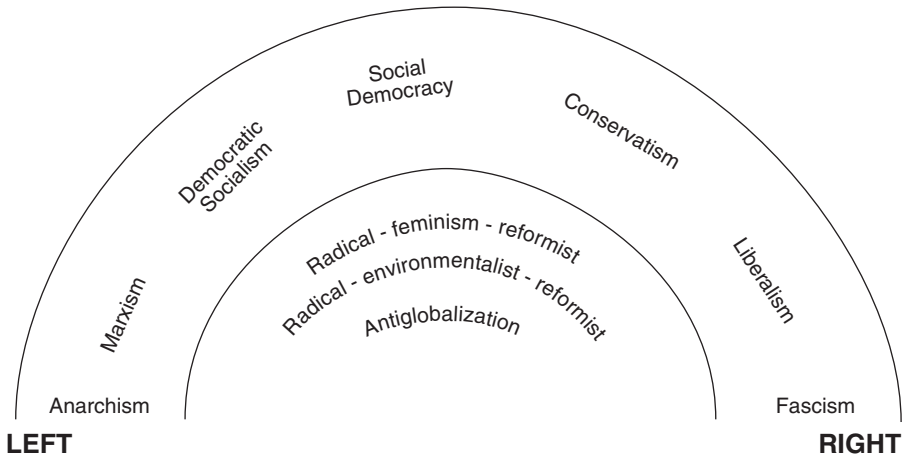 Social
Democracy
Conservatism
Democratic
Socialism
Radical - feminism - reformist
Liberalism
Radical - environmentalist - reformist
Marxism
Antiglobalization
Anarchism
Fascism
LEFT
RIGHT